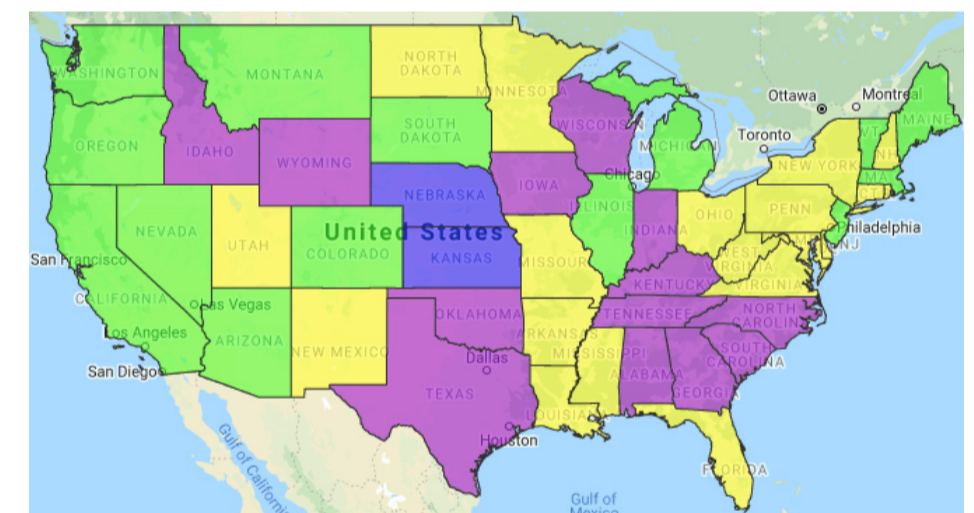 WASHINGTON
MONTANA
NORTH
DAKOTA
MINNESOTA
Ottawa
Montreal
MAINE
OREGON
IDAHO
WYOMING
SOUTH
DAKOTA
WISCONSIN
MICHIGAN
Toronto
VT
NH
NEW YORK
MA
CT
NEVADA
UTAH
NEBRASKA
IOWA
Chicago
ILLINOIS
INDIANA
OHIO
PENN
Philadelphia
NJ
United States
COLORADO
KANSAS
MISSOURI
WEST
VIRGINIA
VIRGINIA
KENTUCKY
San Francisco
CALIFORNIA
Las Vegas
Los Angeles
San Diego
ARIZONA
NEW MEXICO
OKLAHOMA
ARKANSAS
TENNESSEE
NORTH
CAROLINA
SOUTH
CAROLINA
MISSISSIPPI
ALABAMA
GEORGIA
Dallas
TEXAS
LOUISIANA
Houston
FLORIDA
Gulf of California
Gulf of
Mexico